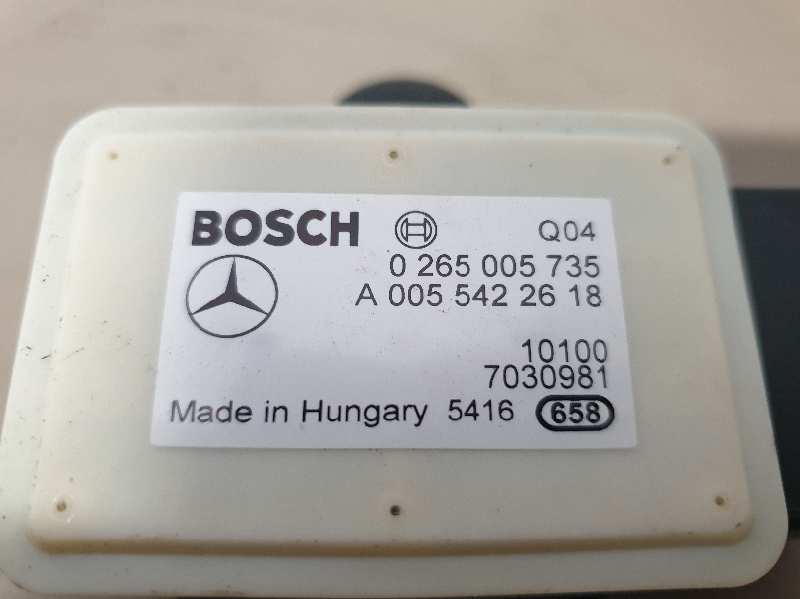 BOSCH Q04
0 265 005 735
A 005 542 26 18
10100
7030981
Made in Hungary 5416 658